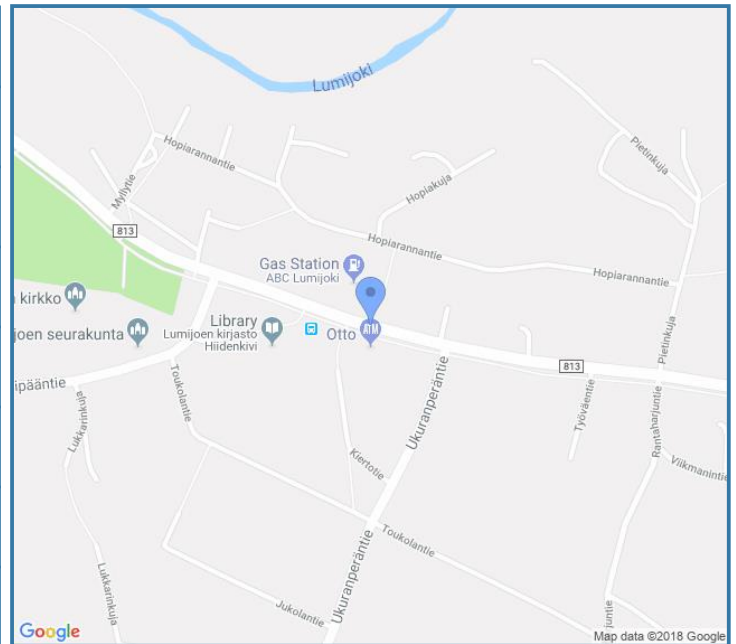 Lumijoki
Hopiarannantie
Pietinkuja
Myllytie
Hopiakuja
813
Hopiarannantie
Gas Station
ABC Lumijoki
Hopiarannantie
kirkko
Library
Lumijoen kirjasto
Hiidenkivi
Otto
ATM
Pietinkuja
joen seurakunta
813
ipääntie
Toukolantie
Lukkarinkuja
Ukuranperäntie
Työväentie
Rantaharjuntie
Kiertotie
Viikmanintie
Toukolantie
Ukuranperäntie
Lukkarinkuja
Jukolantie
juntie
Google
Map data ©2018 Google